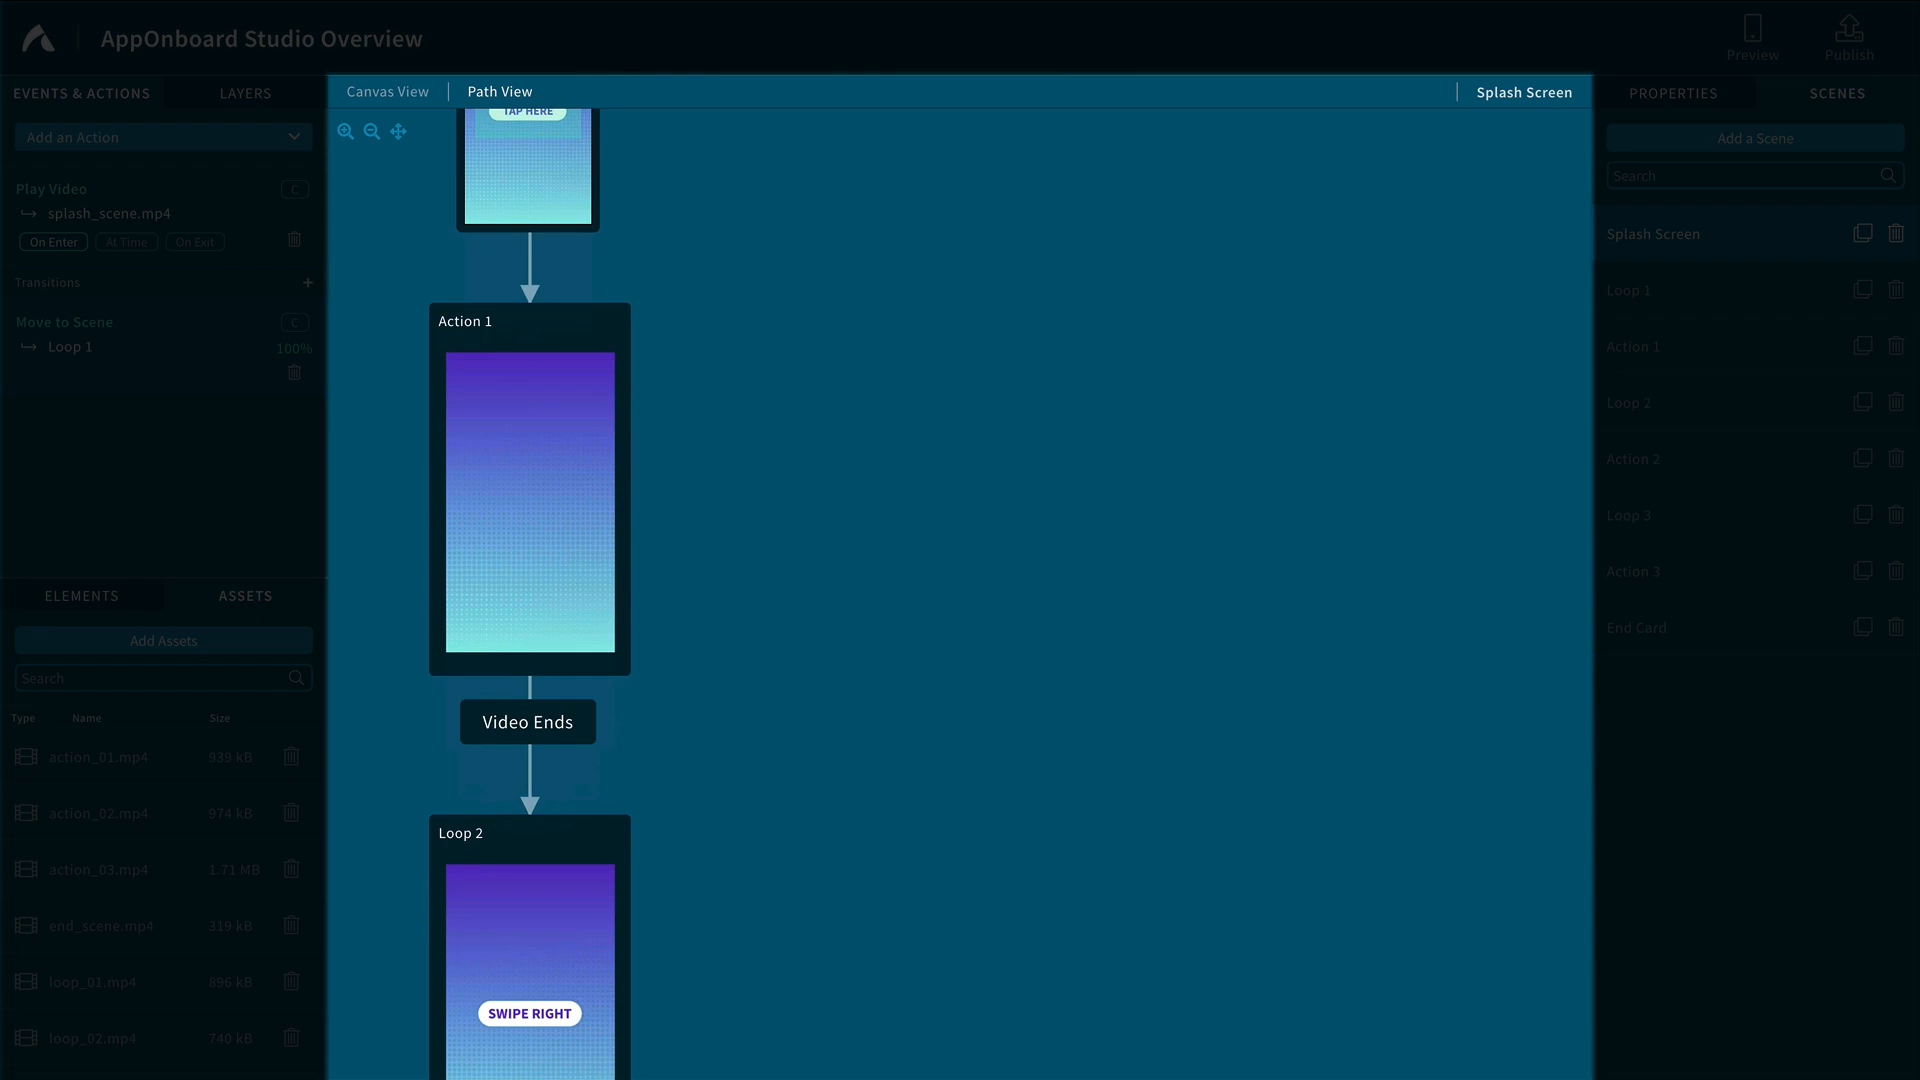 AppOnboard Studio Overview
Preview
Publish
EVENTS & ACTIONS
LAYERS
Add an Action
Play Video
C
splash_scene.mp4
On Enter
At Time
On Exit
Transitions
+
Move to Scene
C
Loop 1
100%
ELEMENTS
ASSETS
Add Assets
Search
Type
Name
Size
action_01.mp4
939 kB
action_02.mp4
974 kB
action_03.mp4
1.71 MB
end_scene.mp4
319 kB
loop_01.mp4
896 kB
loop_02.mp4
740 kB
Canvas View
Path View
Splash Screen
TAP HERE
Action 1
Video Ends
Loop 2
SWIPE RIGHT
PROPERTIES
SCENES
Add a Scene
Search
Splash Screen
Loop 1
Action 1
Loop 2
Action 2
Loop 3
Action 3
End Card